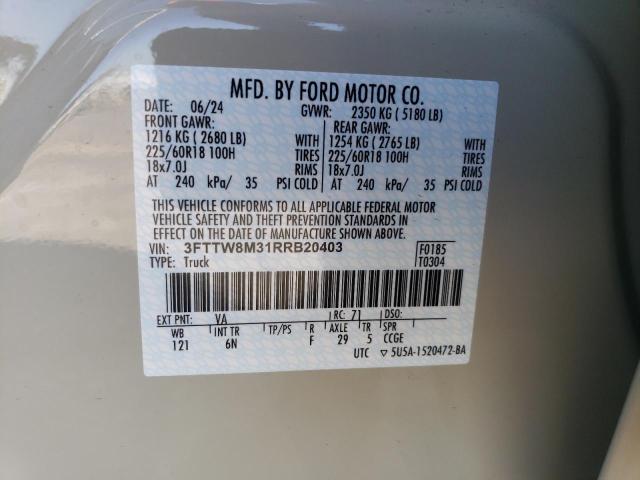 MFD. BY FORD MOTOR CO.
DATE: 06/24 GVWR: 2350 KG ( 5180 LB)
FRONT GAWR: REAR GAWR:
1216 KG ( 2680 LB) WITH 1254 KG ( 2765 LB) WITH
225/60R18 100H TIRES 225/60R18 100H TIRES
18x7.0J RIMS 18x7.0J RIMS
AT 240 kPa/ 35 PSI COLD AT 240 kPa/ 35 PSI COLD
THIS VEHICLE CONFORMS TO ALL APPLICABLE FEDERAL MOTOR
VEHICLE SAFETY AND THEFT PREVENTION STANDARDS IN
EFFECT ON THE DATE OF MANUFACTURE SHOWN ABOVE.
VIN: 3FTTW8M31RRB20403 F0185
TYPE: Truck T0304
EXT PNT: VA RC: 71 DSO:
WB INT TR TP/PS R AXLE TR SPR
121 6N F 29 5 CCGE
UTC ▽ 5U5A-1520472-BA